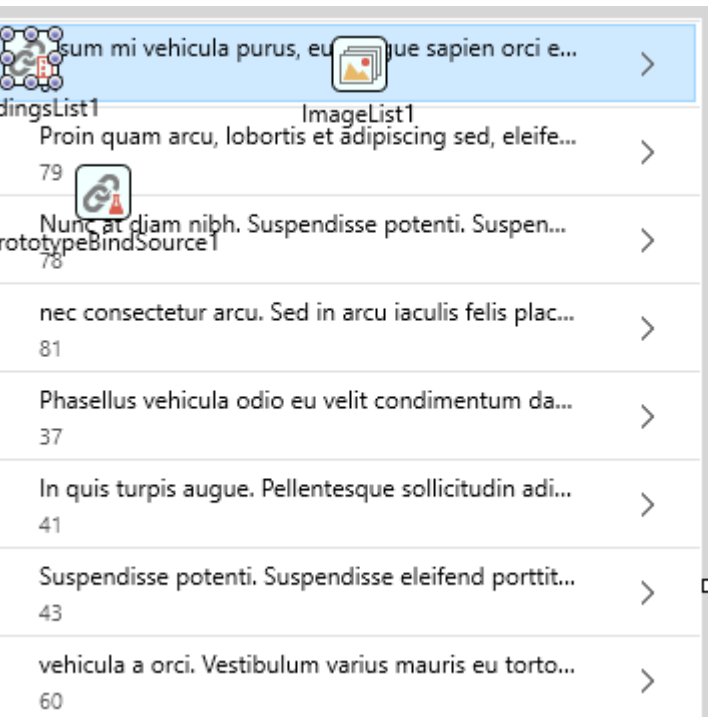 sum mi vehicula purus, eu gue sapien orci e...
dingsList1
ImageList1
Proin quam arcu, lobortis et adipiscing sed, eleife...
79
Nunc at diam nibh. Suspendisse potenti. Suspen...
rototypeBindSource1
78
nec consectetur arcu. Sed in arcu iaculis felis plac...
81
Phasellus vehicula odio eu velit condimentum da...
37
In quis turpis augue. Pellentesque sollicitudin adi...
41
Suspendisse potenti. Suspendisse eleifend porttit...
43
vehicula a orci. Vestibulum varius mauris eu torto...
60